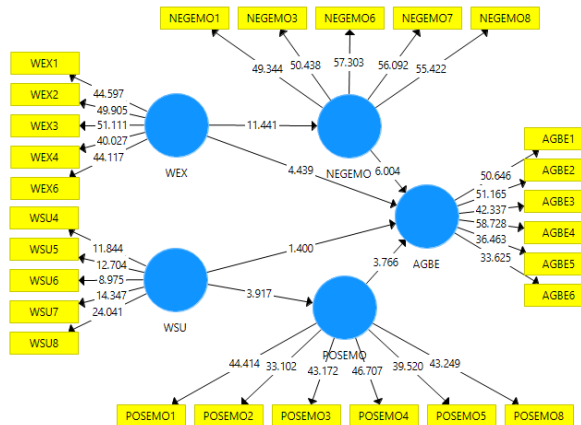 NEGEMO1 NEGEMO3 NEGEMO6 NEGEMO7 NEGEMO8
49.344 50.438 57.303 56.092 55.422
WEX1
WEX2
WEX3
WEX4
WEX6
44.597
49.905
51.111
40.027
44.117
WEX
11.441
NEGEMO
4.439
6.004
AGBE1
AGBE2
AGBE3
AGBE4
AGBE5
AGBE6
50.646
51.165
42.337
58.728
36.463
33.625
AGBE
WSU4
WSU5
WSU6
WSU7
WSU8
11.844
12.704
8.975
14.347
24.041
WSU
1.400
3.917
3.766
POSEMO
44.414 33.102 43.172 46.707 39.520 43.249
POSEMO1 POSEMO2 POSEMO3 POSEMO4 POSEMO5 POSEMO8